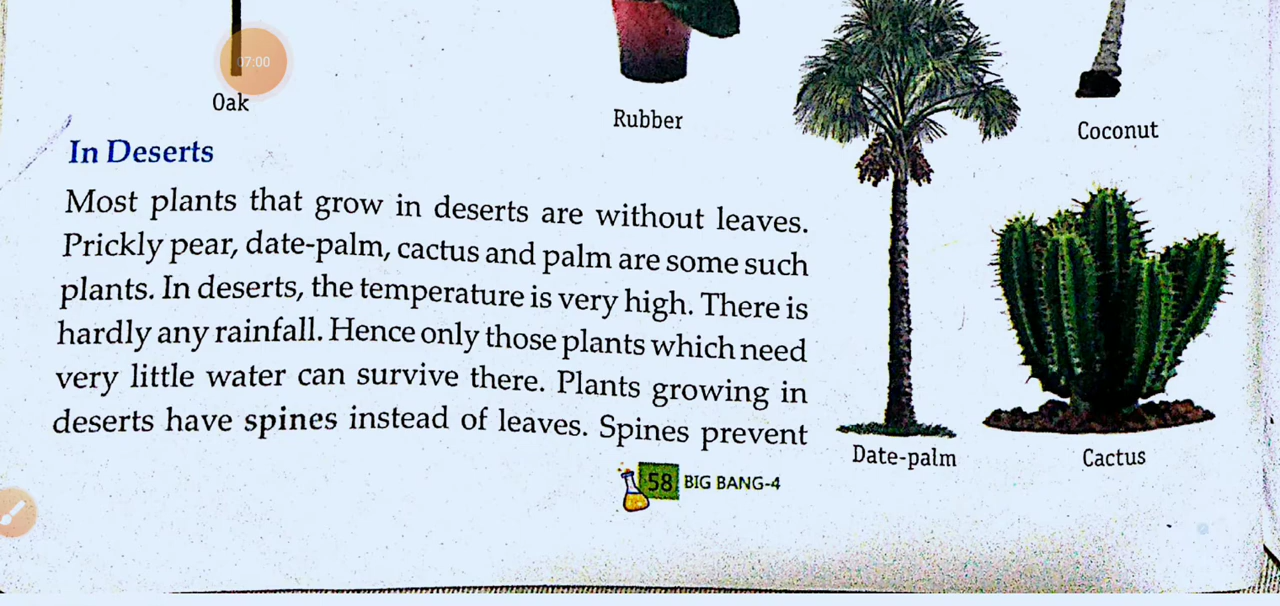 07:00
Oak
Rubber
Coconut
In Deserts
Most plants that grow in deserts are without leaves.
Prickly pear, date-palm, cactus and palm are some such
plants. In deserts, the temperature is very high. There is
hardly any rainfall. Hence only those plants which need
very little water can survive there. Plants growing in
deserts have spines instead of leaves. Spines prevent
Date-palm
Cactus
58 BIG BANG-4